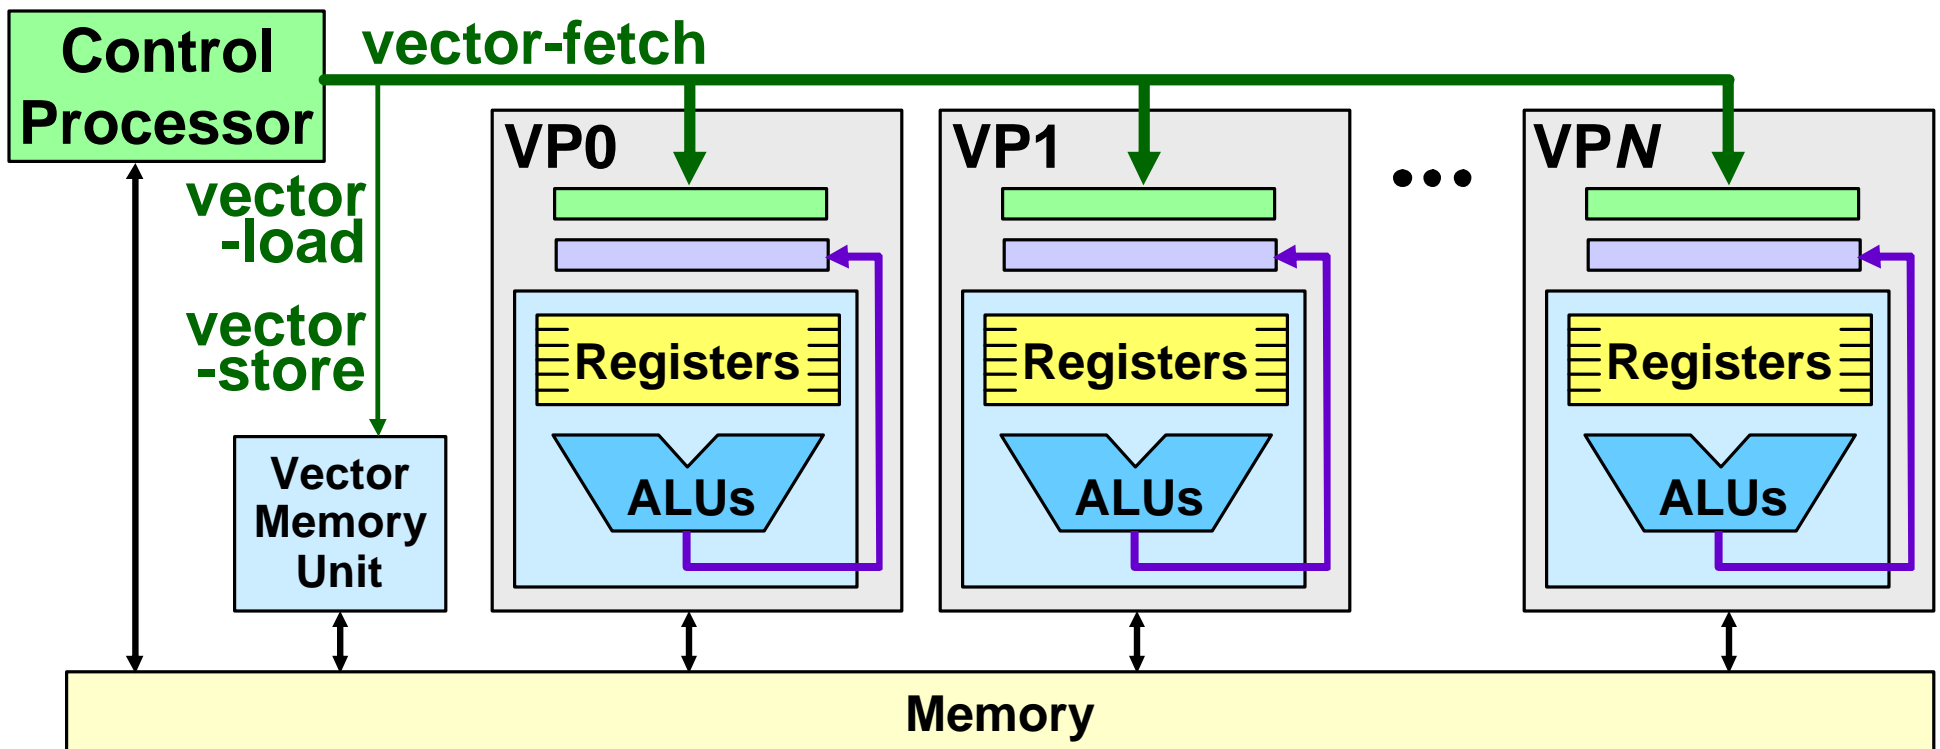 Control
Processor
vector-fetch
vector
-load
vector
-store
Vector
Memory
Unit
VP0
Registers
ALUs
VP1
Registers
ALUs
•••
VPN
Registers
ALUs
Memory